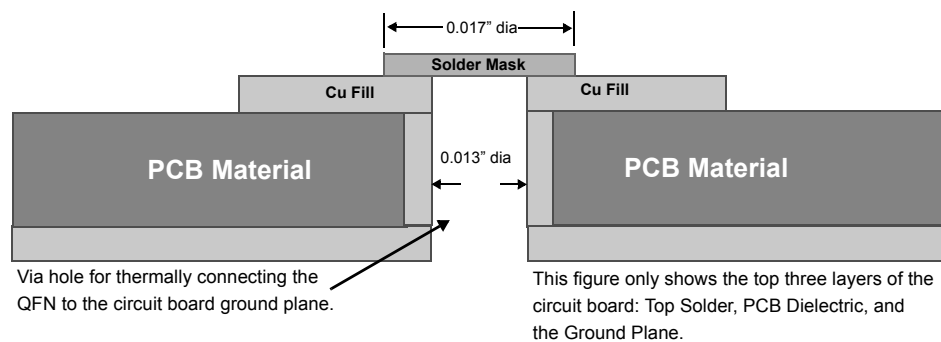 0.017” dia
Solder Mask
Cu Fill
Cu Fill
PCB Material
0.013” dia
PCB Material
Via hole for thermally connecting the
QFN to the circuit board ground plane.
This figure only shows the top three layers of the
circuit board: Top Solder, PCB Dielectric, and
the Ground Plane.